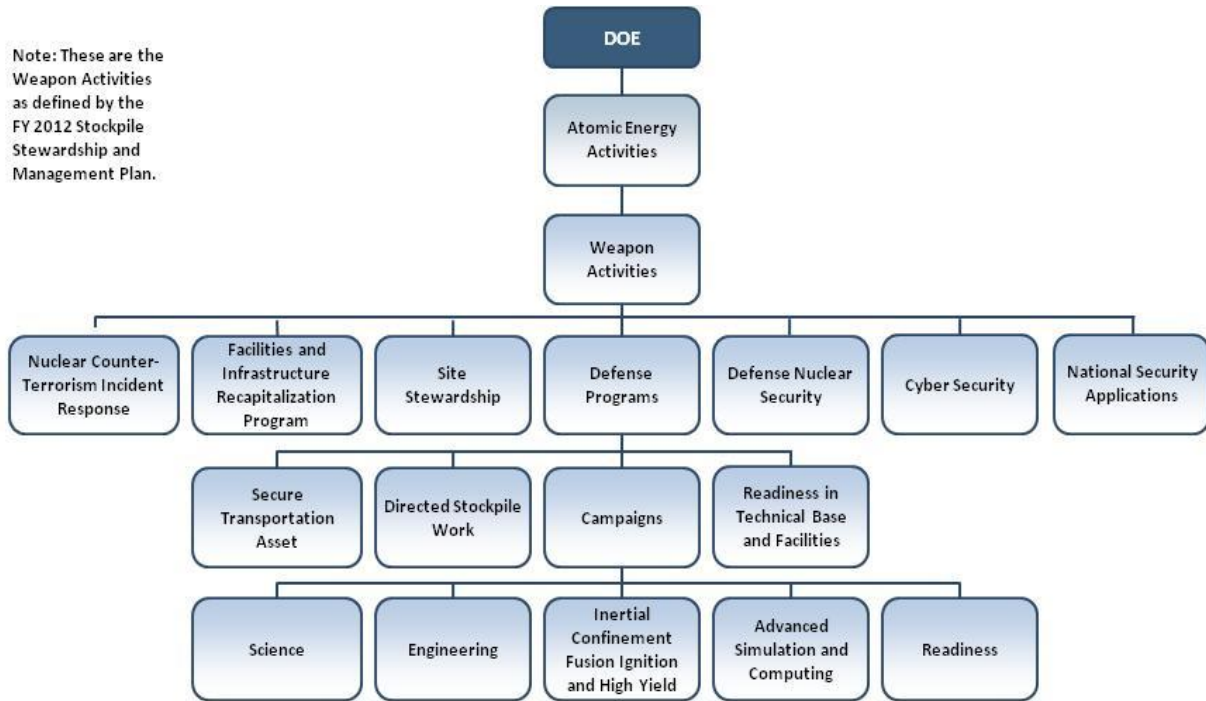 Note: These are the
Weapon Activities
as defined by the
FY 2012 Stockpile
Stewardship and
Management Plan.
DOE
Atomic Energy
Activities
Weapon
Activities
Nuclear Counter-
Terrorism Incident
Response
Facilities and
Infrastructure
Recapitalization
Program
Site
Stewardship
Defense
Programs
Defense Nuclear
Security
Cyber Security
National Security
Applications
Secure
Transportation
Asset
Directed Stockpile
Work
Campaigns
Readiness in
Technical Base
and Facilities
Science
Engineering
Inertial
Confinement
Fusion Ignition
and High Yield
Advanced
Simulation and
Computing
Readiness